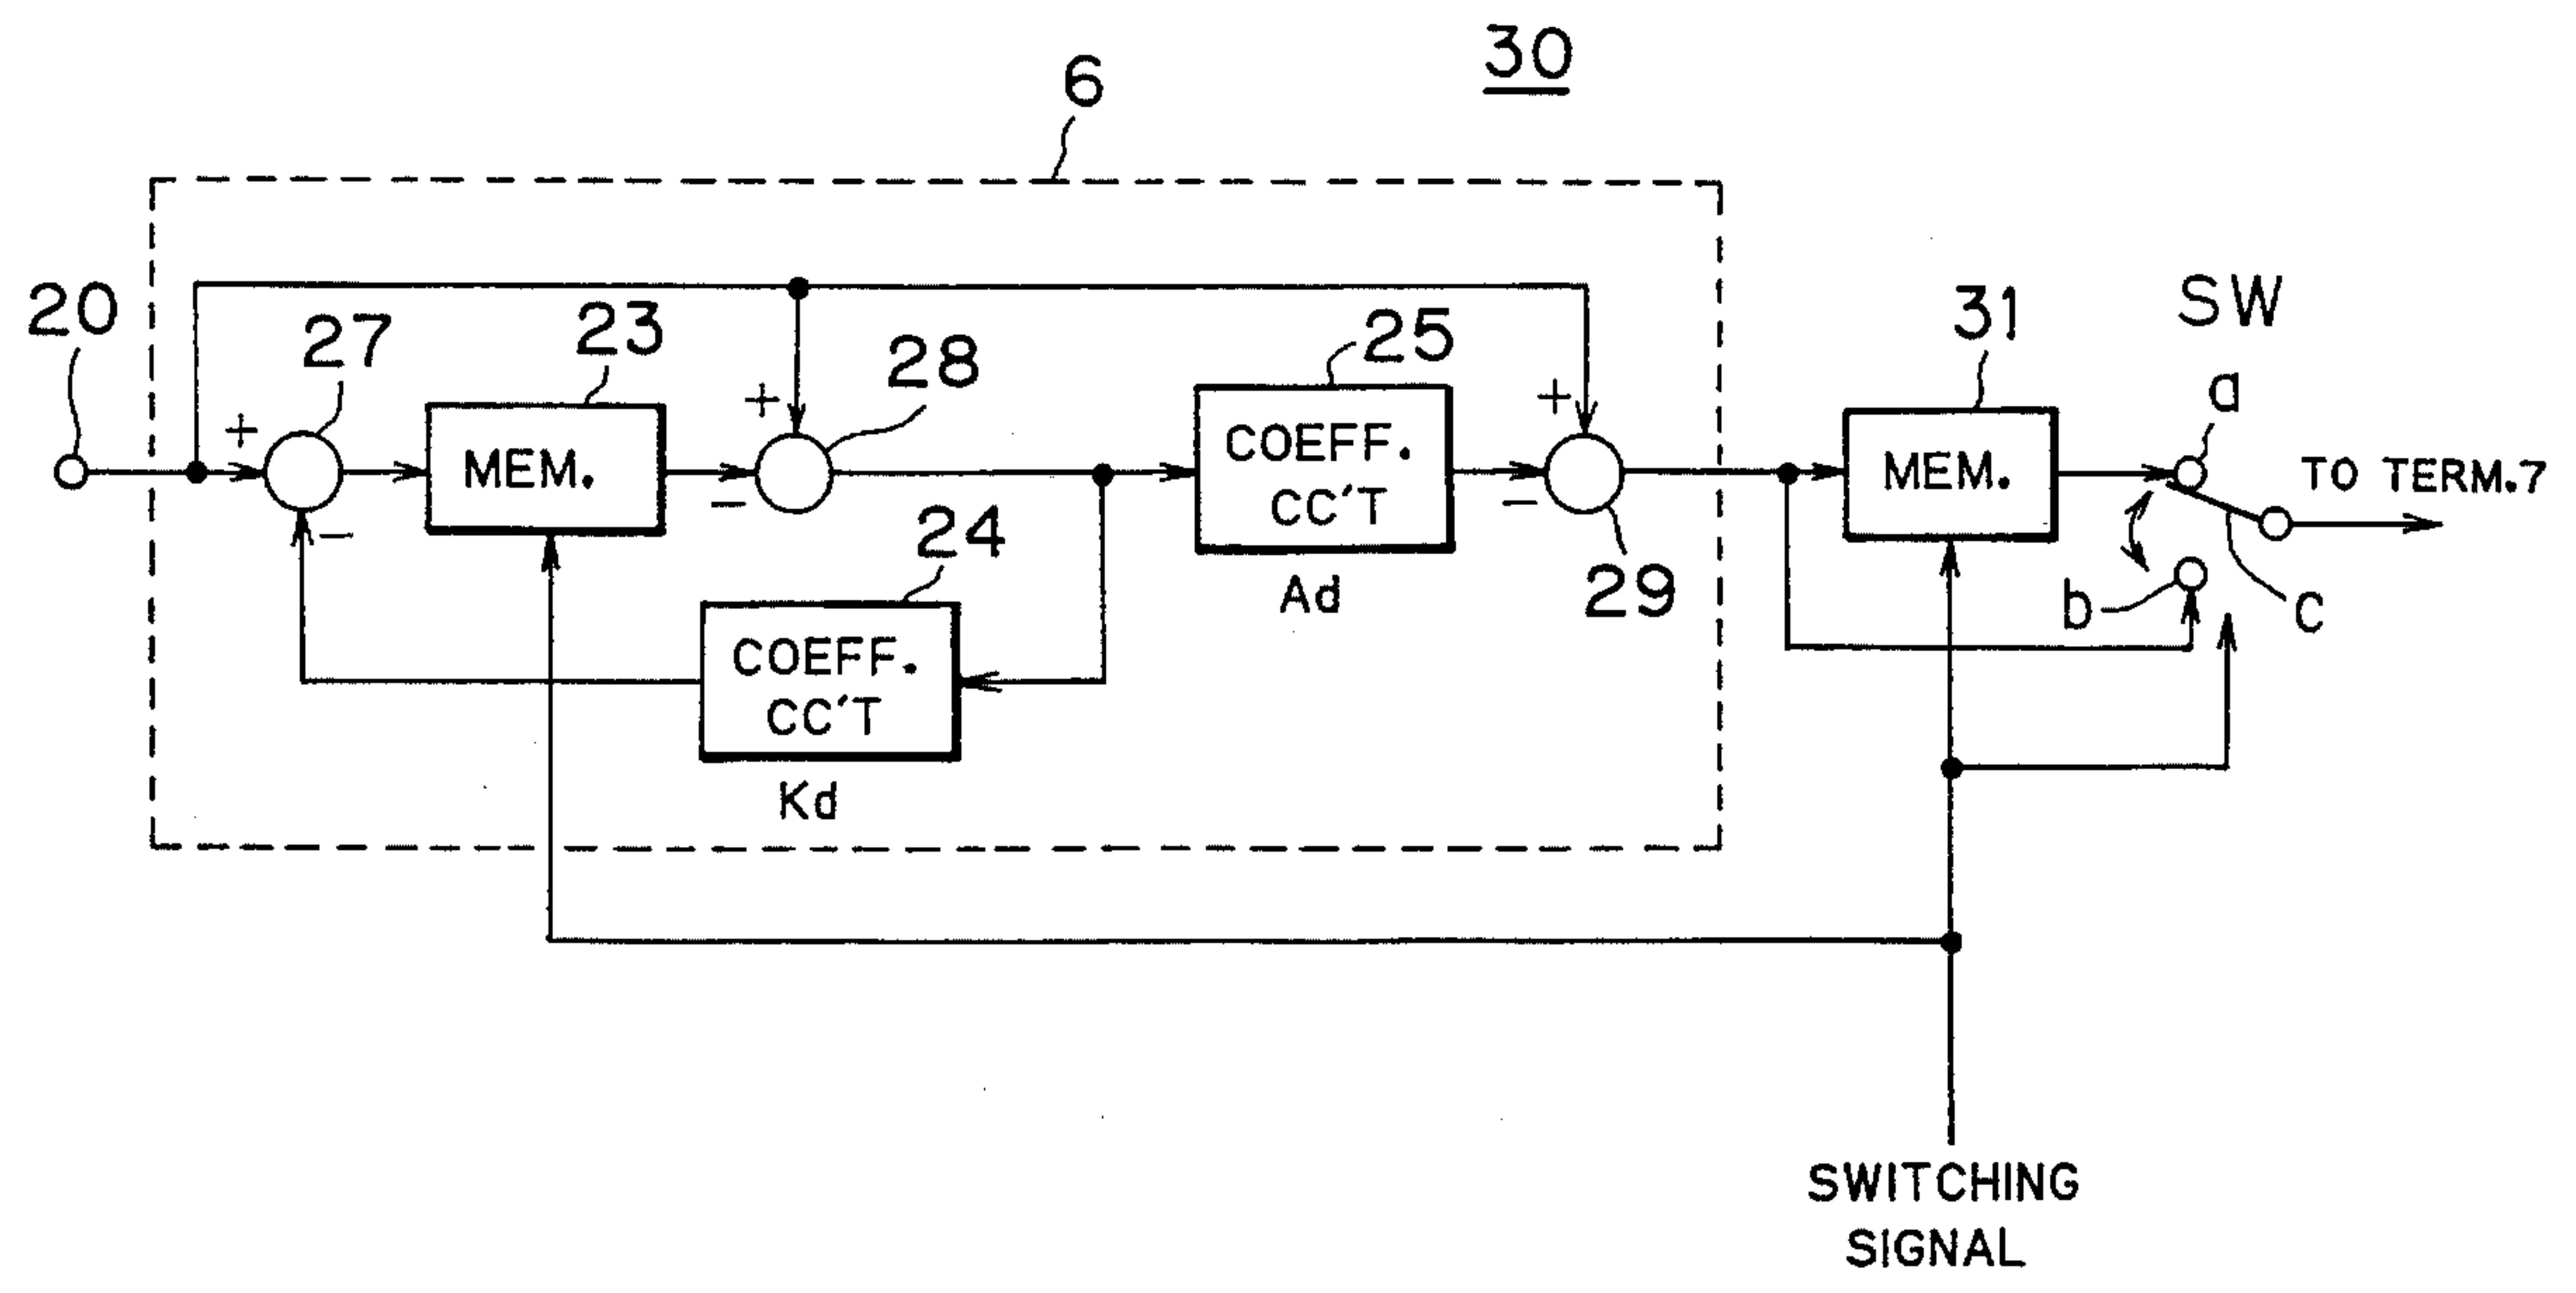 30
6
20
27
23
28
25
31
SW
a
+
+
+
MEM.
COEFF.
CC'T
MEM.
TO TERM.7
−
−
−
−
24
Ad
29
b
c
COEFF.
CC'T
Kd
SWITCHING
SIGNAL